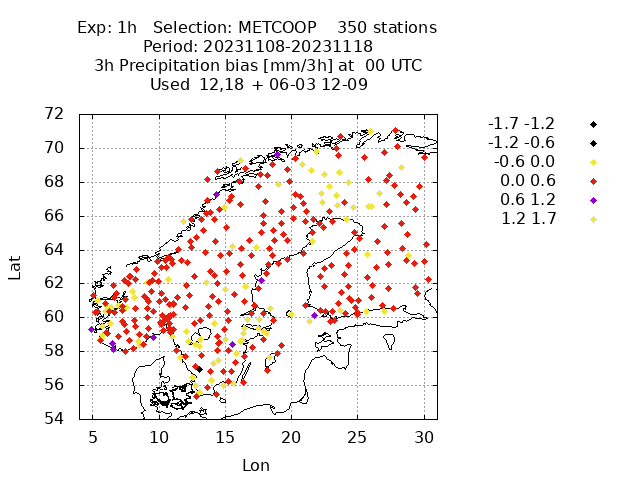 Exp: 1h Selection: METCOOP 350 stations
Period: 20231108-20231118
3h Precipitation bias [mm/3h] at 00 UTC
Used 12,18 + 06-03 12-09
72
70
68
66
64
62
60
58
56
54
Lat
5 10 15 20 25 30
Lon
-1.7 -1.2
-1.2 -0.6
-0.6 0.0
0.0 0.6
0.6 1.2
1.2 1.7